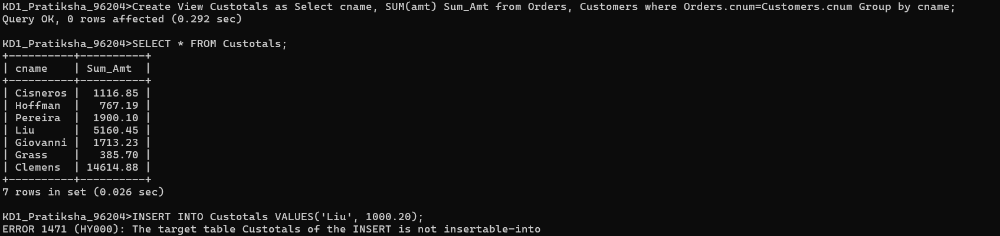 KD1_Pratiksha_96204>Create View Custotals as Select cname, SUM(amt) Sum_Amt from Orders, Customers where Orders.cnum=Customers.cnum Group by cname;
Query OK, 0 rows affected (0.292 sec)
KD1_Pratiksha_96204>SELECT * FROM Custotals;
+----------+----------+
| cname    | Sum_Amt  |
+----------+----------+
| Cisneros |  1116.85 |
| Hoffman  |   767.19 |
| Pereira  |  1900.10 |
| Liu      |  5160.45 |
| Giovanni |  1713.23 |
| Grass    |   385.70 |
| Clemens  | 14614.88 |
+----------+----------+
7 rows in set (0.026 sec)
KD1_Pratiksha_96204>INSERT INTO Custotals VALUES('Liu', 1000.20);
ERROR 1471 (HY000): The target table Custotals of the INSERT is not insertable-into